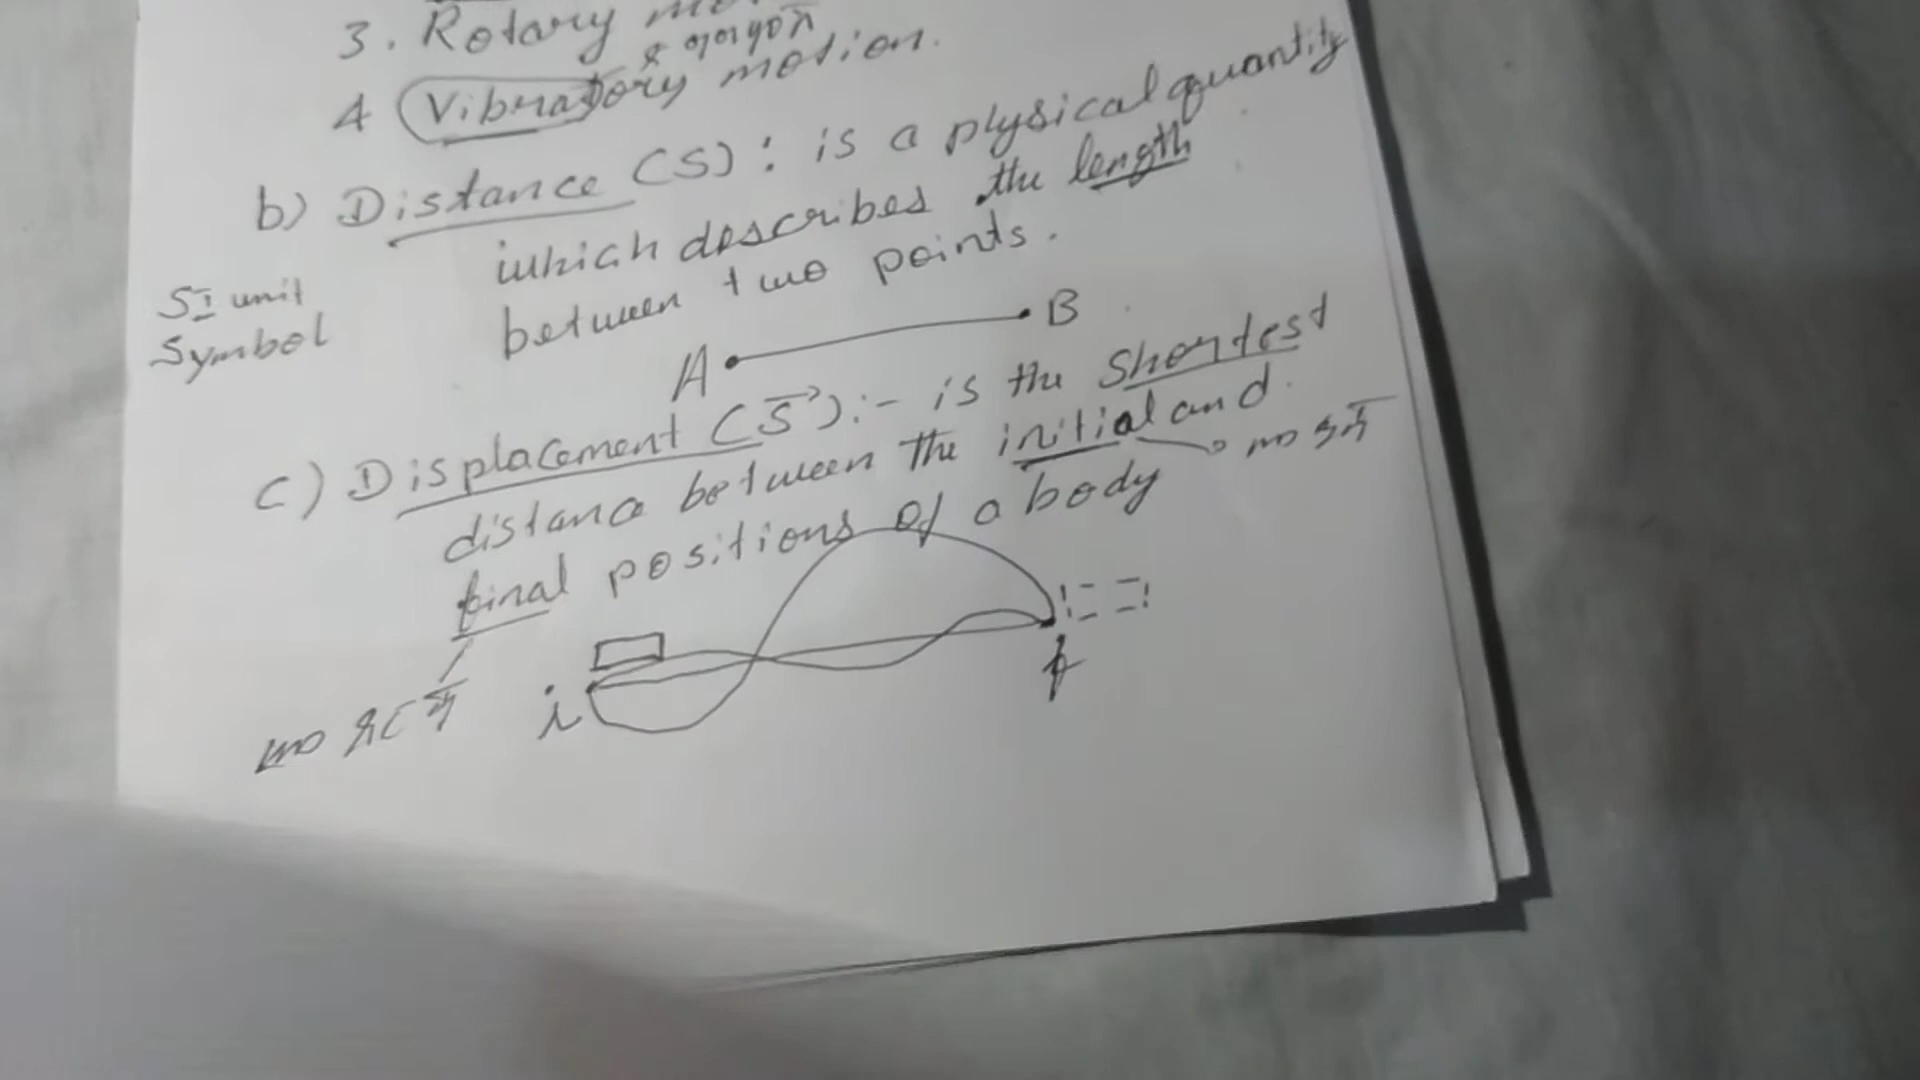 3. Rotary
4 Vibratory motion.
b) Distance (S): is a physical quantity
which describes the length
between two points.
SI unit
Symbol
A B
c) Displacement (S⃗):- is the Shortest
distance between the initial and
final positions of a body
i f